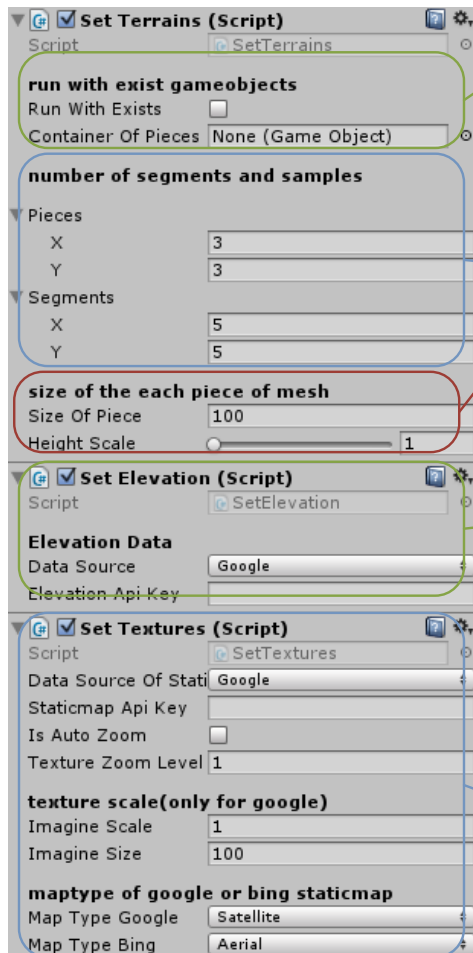 Set Terrains (Script)
Script SetTerrains
run with exist gameobjects
Run With Exists
Container Of Pieces None (Game Object)
number of segments and samples
Pieces
X 3
Y 3
Segments
X 5
Y 5
size of the each piece of mesh
Size Of Piece 100
Height Scale 1
Set Elevation (Script)
Script SetElevation
Elevation Data
Data Source Google
Elevation Api Key
Set Textures (Script)
Script SetTextures
Data Source Of Stati Google
Staticmap Api Key
Is Auto Zoom
Texture Zoom Level 1
texture scale(only for google)
Imagine Scale 1
Imagine Size 100
maptype of google or bing staticmap
Map Type Google Satellite
Map Type Bing Aerial